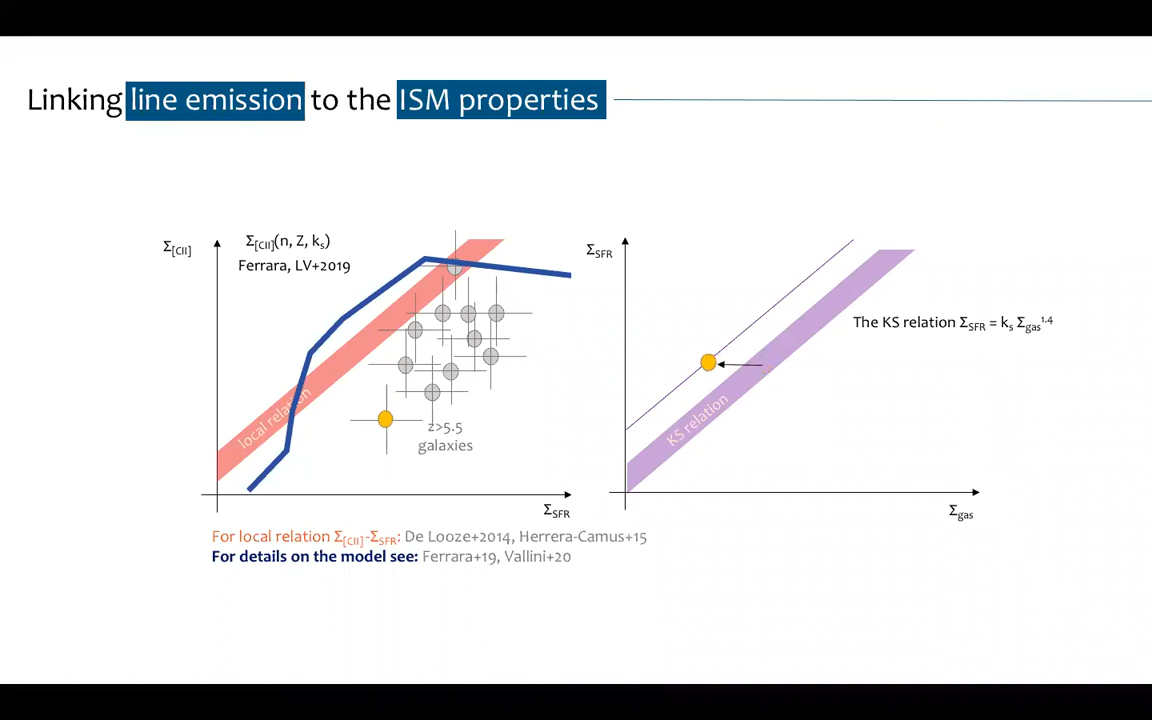 Linking line emission to the ISM properties
Σ[CII]
Σ[CII](n, Z, ks)
Ferrara, LV+2019
local relation
z>5.5
galaxies
ΣSFR
ΣSFR
The KS relation ΣSFR = ks Σgas1.4
KS relation
Σgas
For local relation Σ[CII]-ΣSFR: De Looze+2014, Herrera-Camus+15
For details on the model see: Ferrara+19, Vallini+20